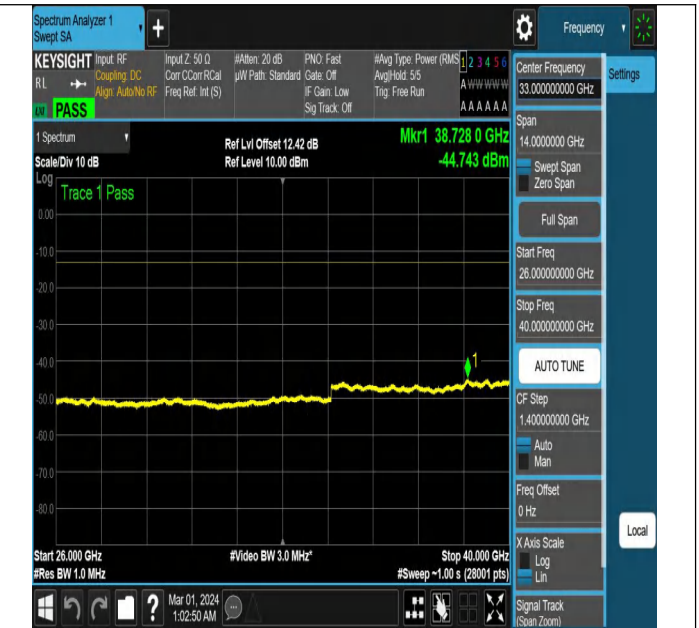 Spectrum Analyzer 1
Swept SA
+
Frequency
KEYSIGHT
RL
PASS
Input: RF
Coupling: DC
Align: Auto/No RF
Input Z: 50 Ω
Corr CCorr RCal
Freq Ref: Int (S)
#Atten: 20 dB
µW Path: Standard
PNO: Fast
Gate: Off
IF Gain: Low
Sig Track: Off
#Avg Type: Power (RMS
Avg|Hold: 5/5
Trig: Free Run
1 2 3 4 5 6
A W W W W W
A A A A A A
1 Spectrum
Scale/Div 10 dB
Ref Lvl Offset 12.42 dB
Ref Level 10.00 dBm
Mkr1 38.728 0 GHz
-44.743 dBm
Log
Trace 1 Pass
0.00
-10.0
-20.0
-30.0
-40.0
-50.0
-60.0
-70.0
-80.0
1
Start 26.000 GHz
#Res BW 1.0 MHz
#Video BW 3.0 MHz*
Stop 40.000 GHz
#Sweep ~1.00 s (28001 pts)
Mar 01, 2024
1:02:50 AM
Center Frequency
33.000000000 GHz
Settings
Span
14.0000000 GHz
Swept Span
Zero Span
Full Span
Start Freq
26.000000000 GHz
Stop Freq
40.000000000 GHz
AUTO TUNE
CF Step
1.400000000 GHz
Auto
Man
Freq Offset
0 Hz
X Axis Scale
Log
Lin
Local
Signal Track
(Span Zoom)